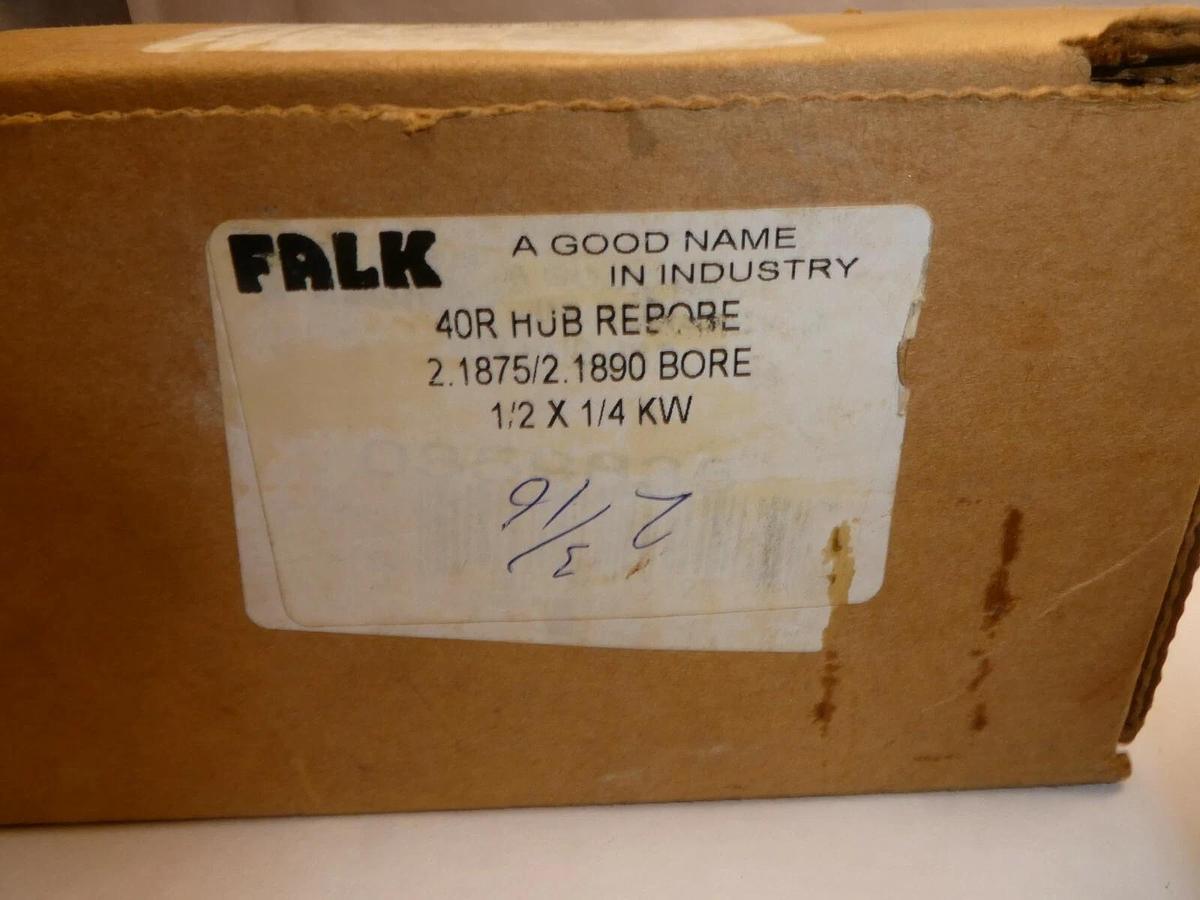 FALK
A GOOD NAME
IN INDUSTRY
40R HUB REBORE
2.1875/2.1890 BORE
1/2 X 1/4 KW
2 3/16